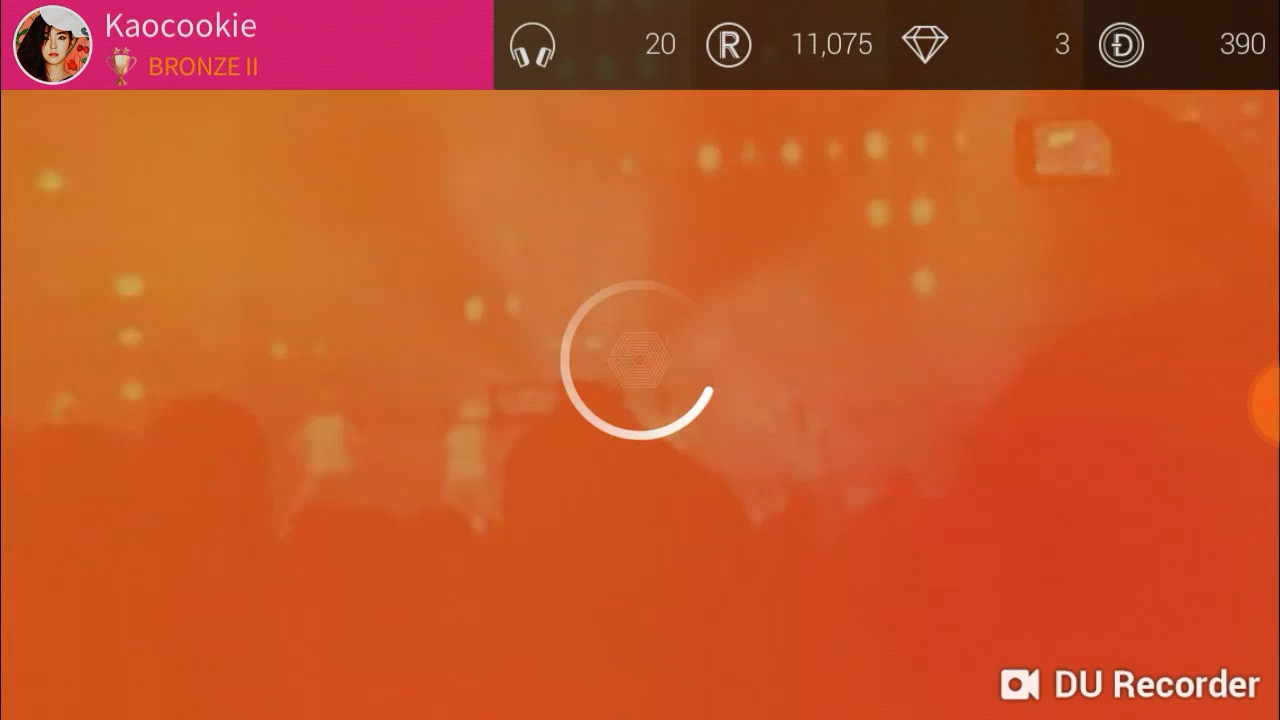 Kaocookie
BRONZE II
20
R
11,075
3
D
390
DU Recorder